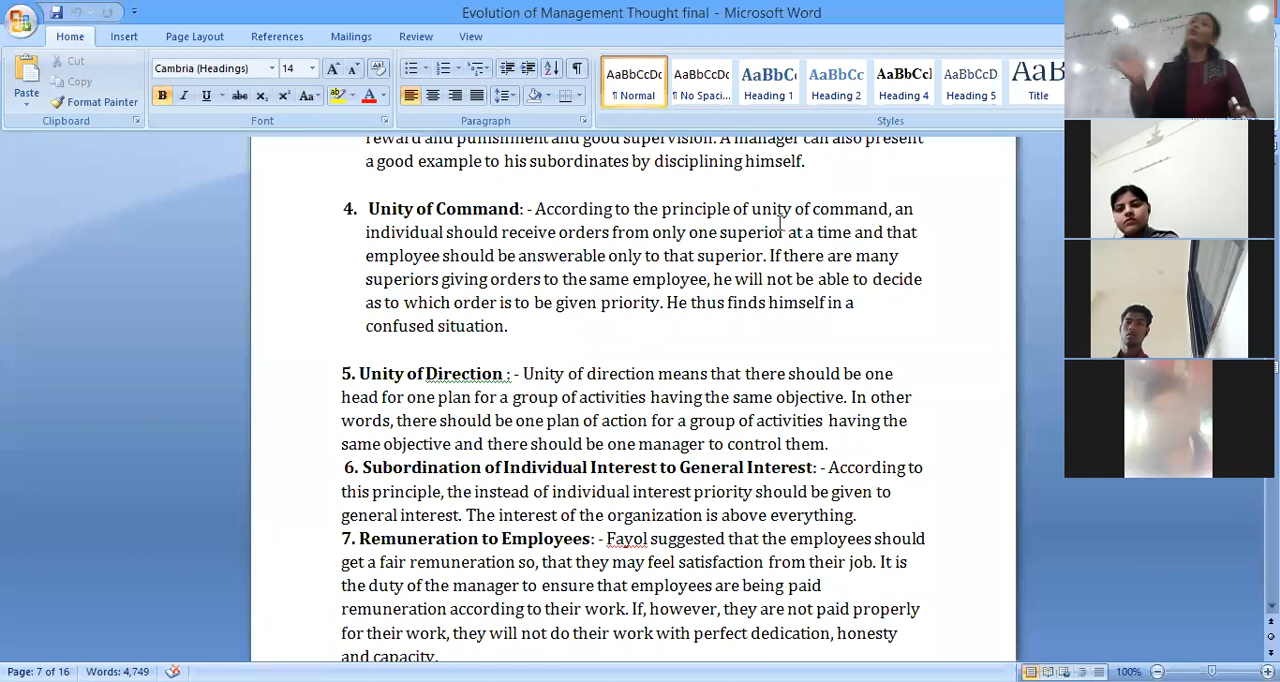 Evolution of Management Thought final - Microsoft Word
Home Insert Page Layout References Mailings Review View
Paste
Cut
Copy
Format Painter
Clipboard
Cambria (Headings) 14
Font
Paragraph
AaBbCcDc AaBbCcDc AaBbC AaBbCc AaBbCcI AaBbCcD AaB
¶ Normal ¶ No Spaci... Heading 1 Heading 2 Heading 4 Heading 5 Title
Styles
reward and punishment and good supervision. A manager can also present
a good example to his subordinates by disciplining himself.
4. Unity of Command: - According to the principle of unity of command, an
individual should receive orders from only one superior at a time and that
employee should be answerable only to that superior. If there are many
superiors giving orders to the same employee, he will not be able to decide
as to which order is to be given priority. He thus finds himself in a
confused situation.
5. Unity of Direction : - Unity of direction means that there should be one
head for one plan for a group of activities having the same objective. In other
words, there should be one plan of action for a group of activities having the
same objective and there should be one manager to control them.
6. Subordination of Individual Interest to General Interest: - According to
this principle, the instead of individual interest priority should be given to
general interest. The interest of the organization is above everything.
7. Remuneration to Employees: - Fayol suggested that the employees should
get a fair remuneration so, that they may feel satisfaction from their job. It is
the duty of the manager to ensure that employees are being paid
remuneration according to their work. If, however, they are not paid properly
for their work, they will not do their work with perfect dedication, honesty
and capacity.
Page: 7 of 16 Words: 4,749 100%